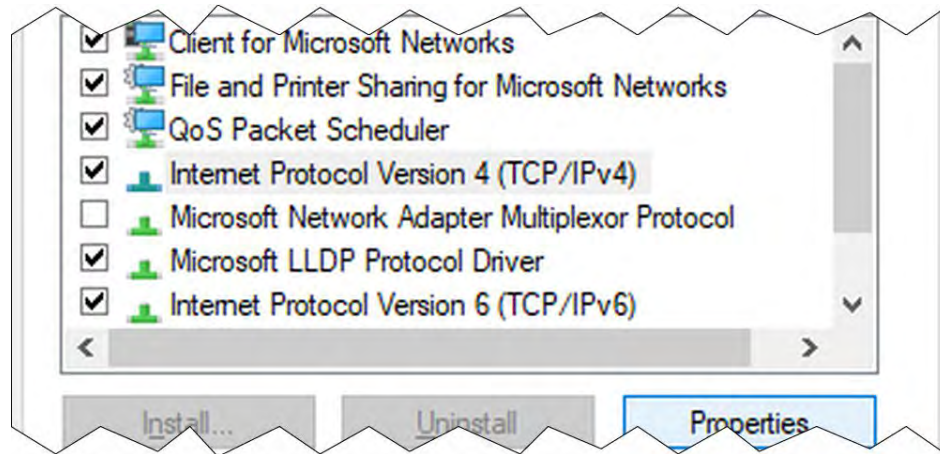 Client for Microsoft Networks
File and Printer Sharing for Microsoft Networks
QoS Packet Scheduler
Internet Protocol Version 4 (TCP/IPv4)
Microsoft Network Adapter Multiplexor Protocol
Microsoft LLDP Protocol Driver
Internet Protocol Version 6 (TCP/IPv6)
Install... Uninstall Properties